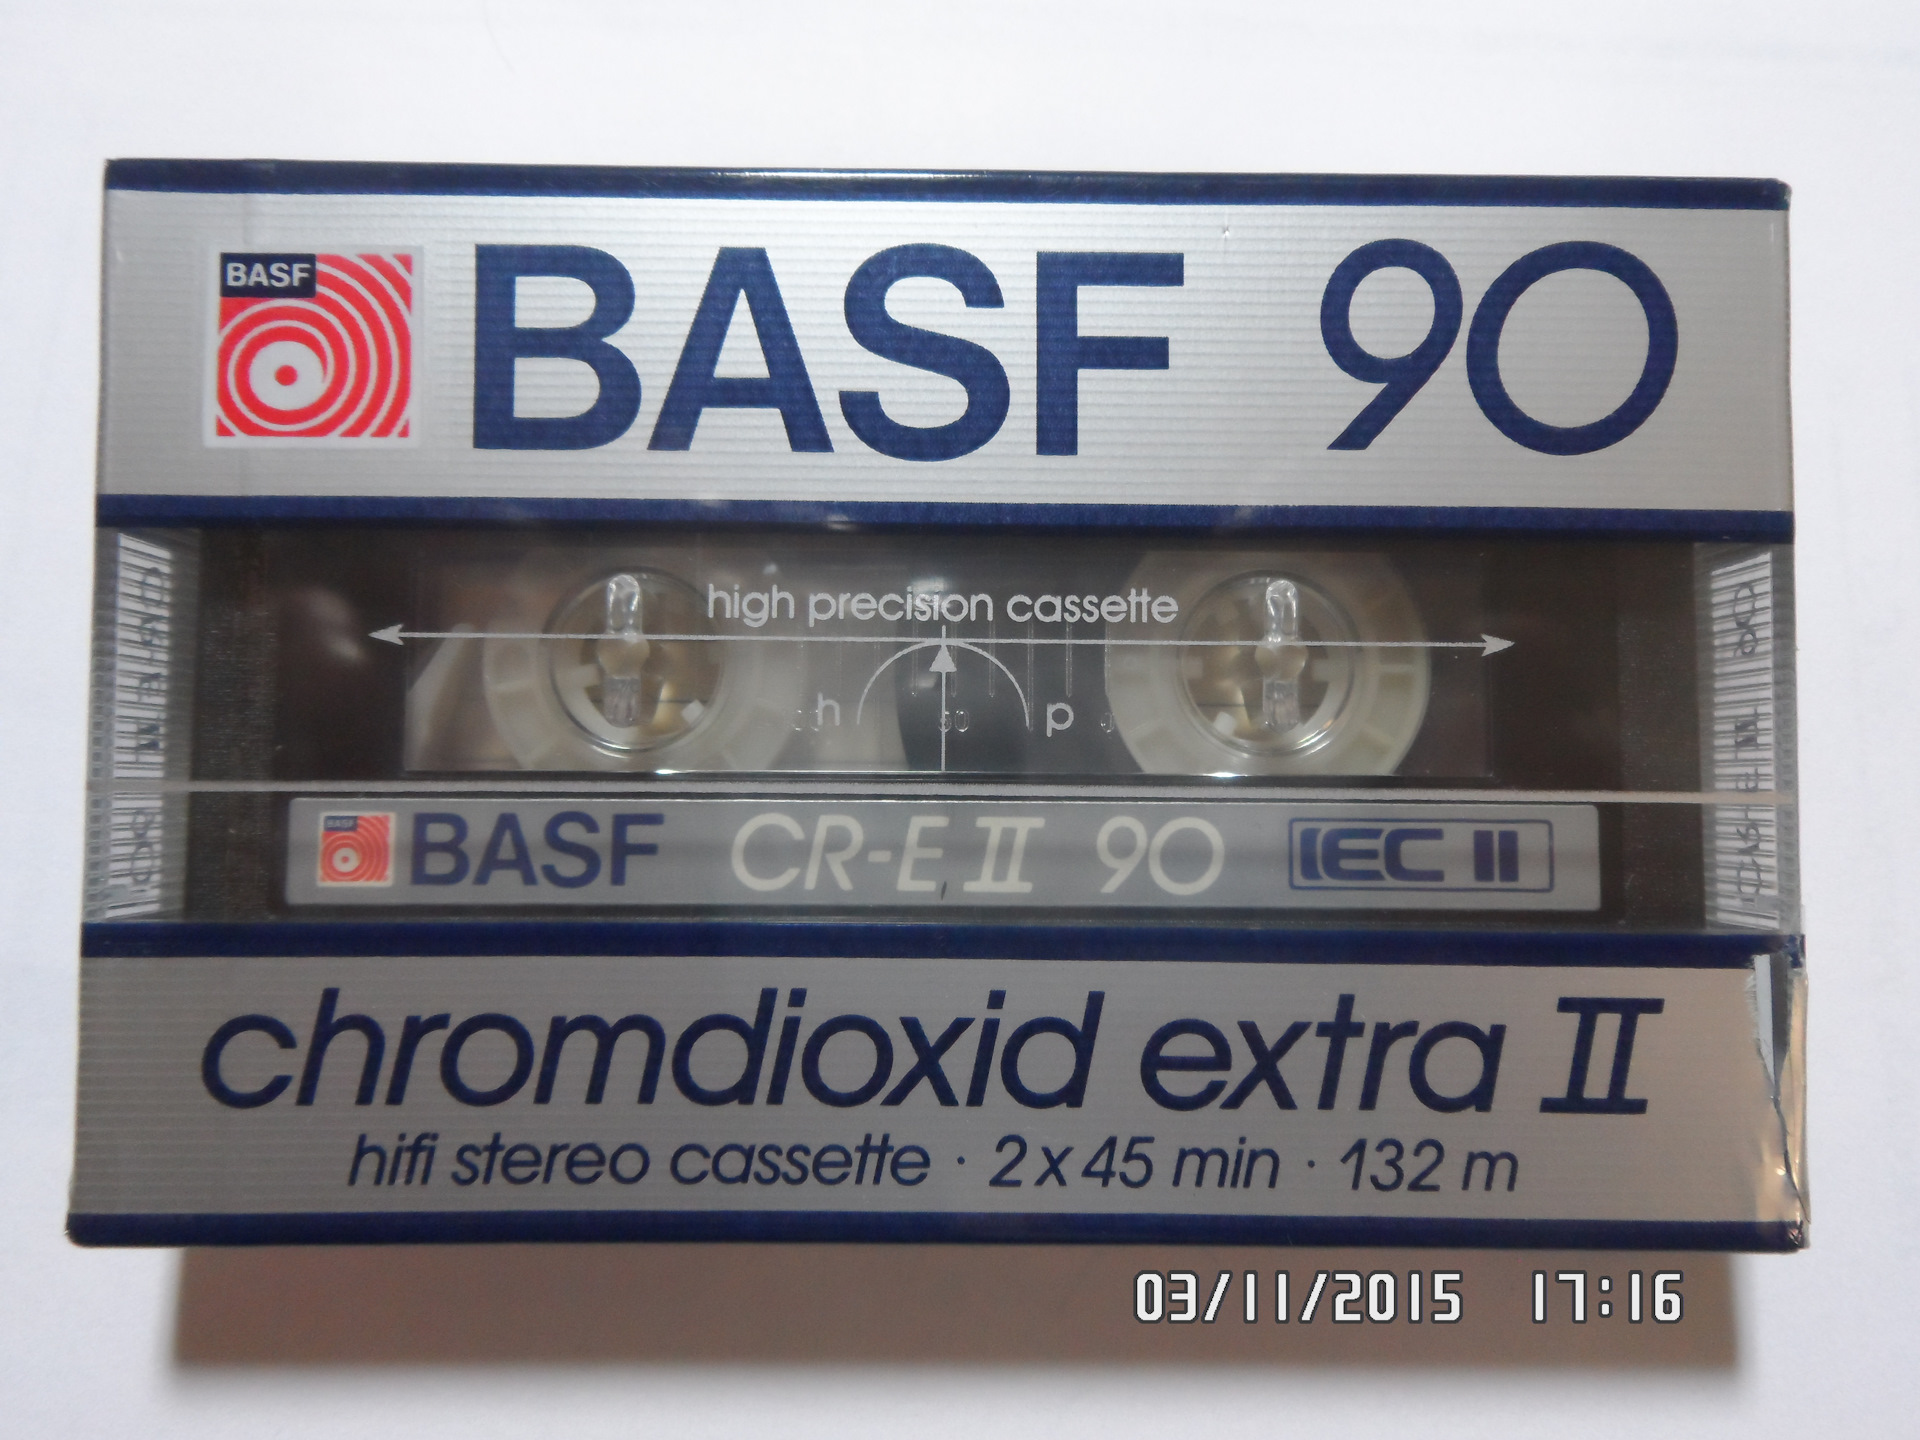 BASF
BASF 90
high precision cassette
h p
50
BASF
BASF CR-E II 90 IEC II
chromdioxid extra II
hifi stereo cassette · 2 x 45 min · 132 m
03/11/2015 17:16